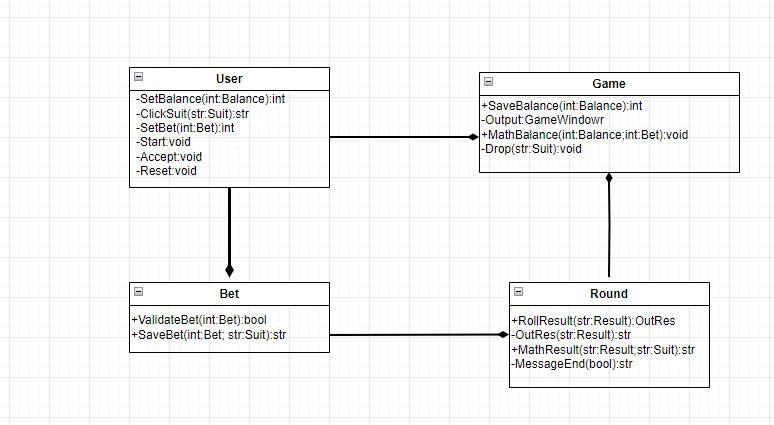 User
-SetBalance(int:Balance):int
-ClickSuit(str:Suit):str
-SetBet(int:Bet):int
-Start:void
-Accept:void
-Reset:void
Game
+SaveBalance(int:Balance):int
-Output:GameWindowr
+MathBalance(int:Balance;int:Bet):void
-Drop(str:Suit):void
Bet
+ValidateBet(int:Bet):bool
+SaveBet(int:Bet; str:Suit):str
Round
+RollResult(str:Result):OutRes
-OutRes(str:Result):str
+MathResult(str:Result;str:Suit):str
-MessageEnd(bool):str